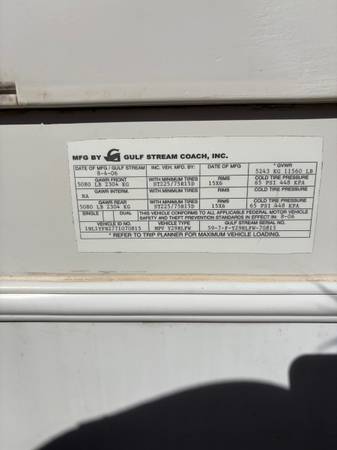 MFG BY GULF STREAM COACH, INC.
DATE OF MFG / GULF STREAM INC. VEH. MFG. BY: DATE OF MFG * GVWR
8-4-06 5243 KG 11560 LB
GAWR FRONT WITH MINIMUM TIRES RIMS COLD TIRE PRESSURE
5080 LB 2304 KG ST225/75R15D 15X6 65 PSI 448 KPA
GAWR INTERM. WITH MINIMUM TIRES RIMS COLD TIRE PRESSURE
NA
GAWR REAR WITH MINIMUM TIRES RIMS COLD TIRE PRESSURE
5080 LB 2304 KG ST225/75R15D 15X6 65 PSI 448 KPA
SINGLE DUAL THIS VEHICLE CONFORMS TO ALL APPLICABLE FEDERAL MOTOR VEHICLE
SAFETY AND THEFT PREVENTION STANDARDS IN EFFECT IN 8-06
VEHICLE ID NUMBER VEHICLE TYPE GULF STREAM SERIAL NO.
* REFER TO TRIP PLANNER FOR MAXIMUM VEHICLE LOADING.